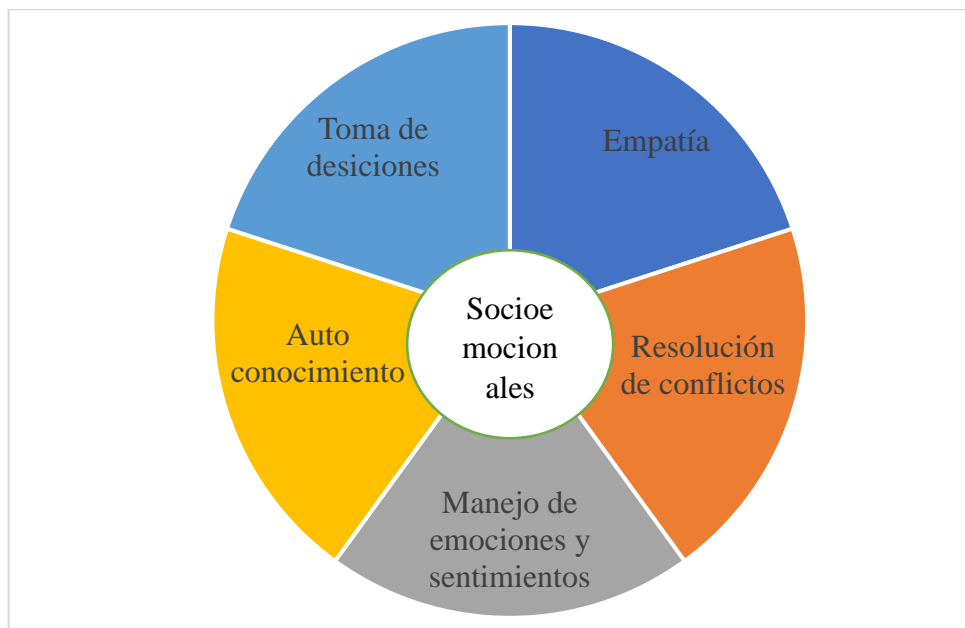 Toma de
desiciones
Empatía
Socioe
mocion
ales
Auto
conocimiento
Resolución
de conflictos
Manejo de
emociones y
sentimientos